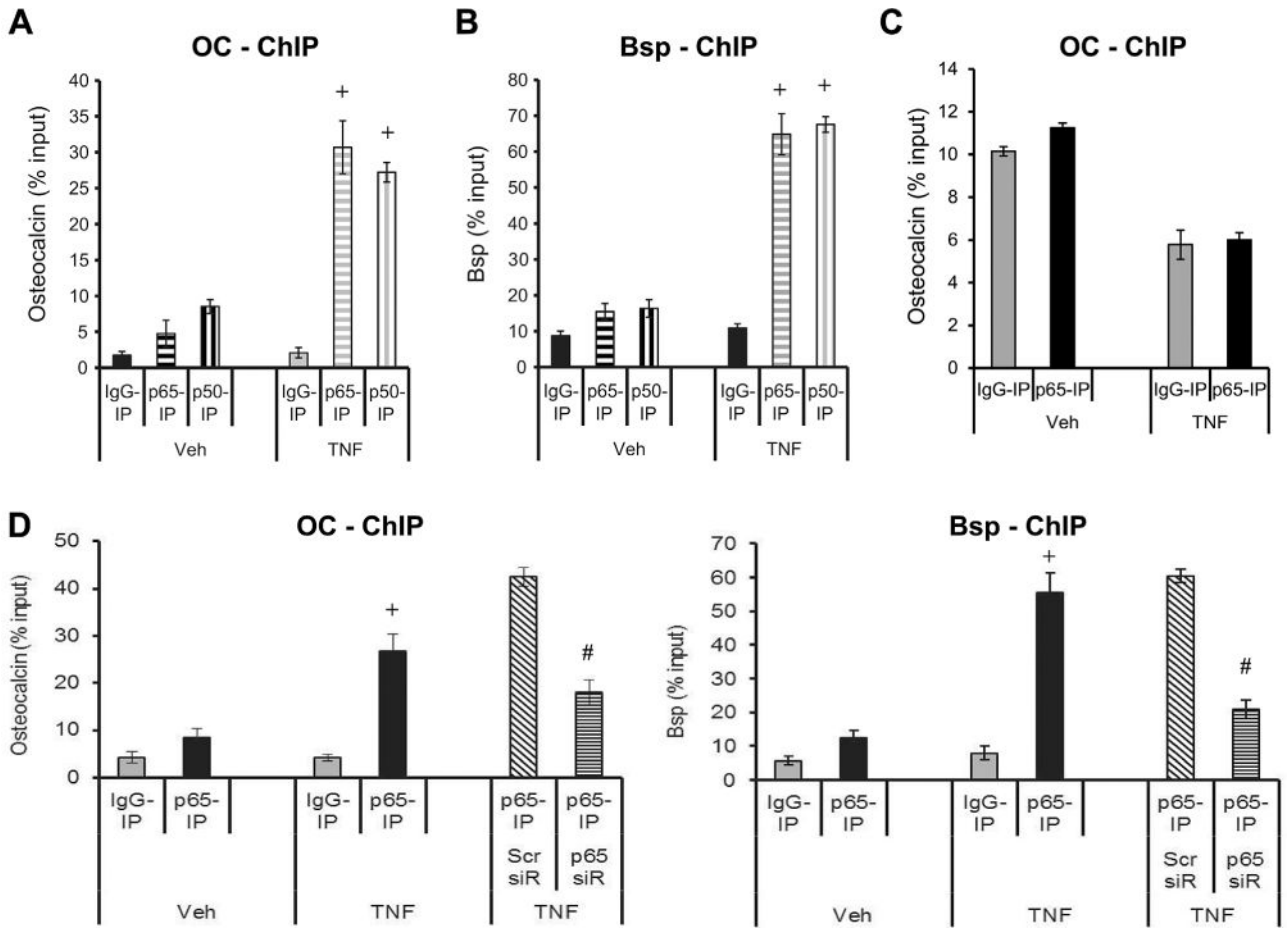 A
OC - ChIP
Osteocalcin (% input)
40
35
30
25
20
15
10
5
0
+
+
IgG- p65- p50- IgG- p65- p50-
IP IP IP IP IP IP
Veh TNF
B
Bsp - ChIP
Bsp (% input)
80
70
60
50
40
30
20
10
0
+
+
IgG- p65- p50- IgG- p65- p50-
IP IP IP IP IP IP
Veh TNF
C
OC - ChIP
Osteocalcin (% input)
14
12
10
8
6
4
2
0
IgG-IP p65-IP IgG-IP p65-IP
Veh TNF
D
OC - ChIP
Osteocalcin (% input)
50
40
30
20
10
0
+
#
IgG- p65- IgG- p65- p65- p65-
IP IP IP IP IP IP
Scr p65
siR siR
Veh TNF TNF
Bsp - ChIP
Bsp (% input)
70
60
50
40
30
20
10
0
+
#
IgG- p65- IgG- p65- p65- p65-
IP IP IP IP IP IP
Scr p65
siR siR
Veh TNF TNF